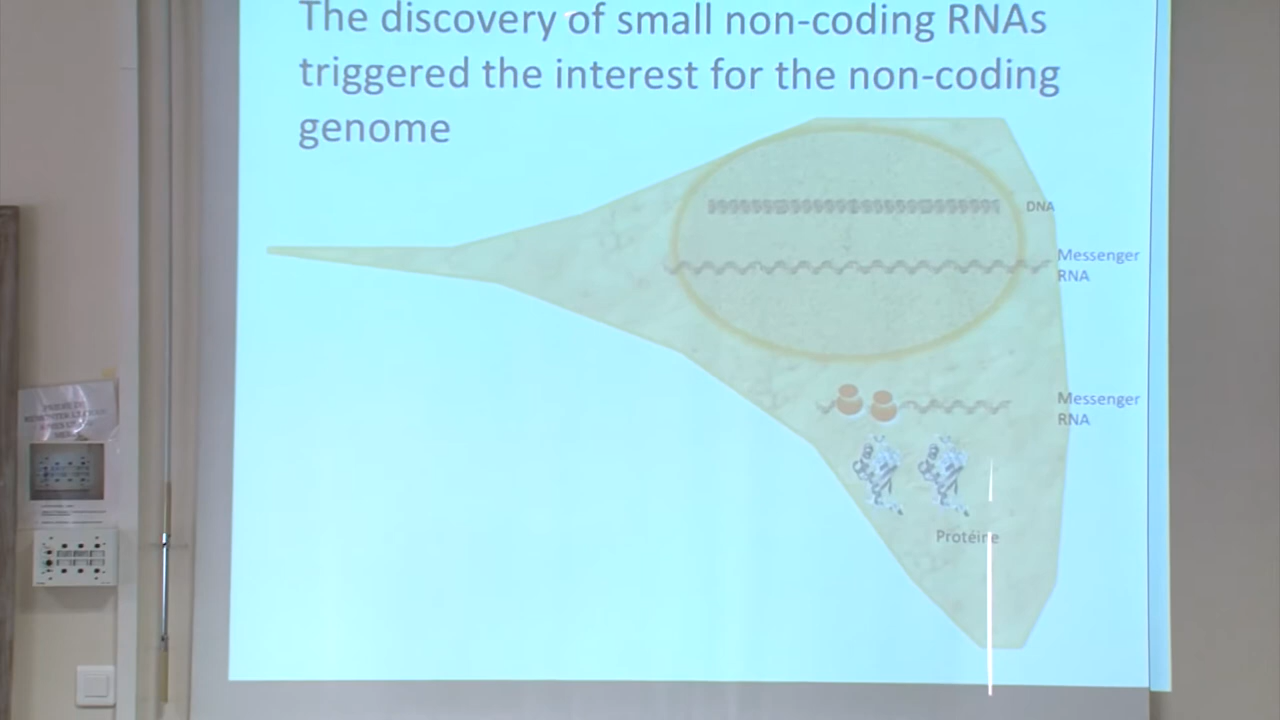 The discovery of small non-coding RNAs
triggered the interest for the non-coding
genome
DNA
Messenger
RNA
Messenger
RNA
Protéine